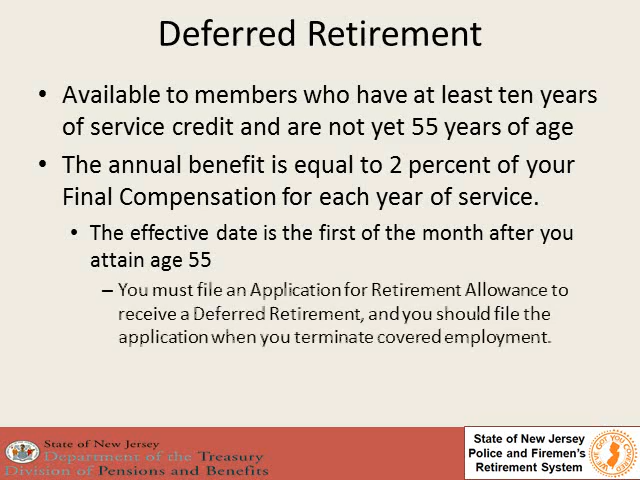 Deferred Retirement
• Available to members who have at least ten years
of service credit and are not yet 55 years of age
• The annual benefit is equal to 2 percent of your
Final Compensation for each year of service.
• The effective date is the first of the month after you
attain age 55
– You must file an Application for Retirement Allowance to
receive a Deferred Retirement, and you should file the
application when you terminate covered employment.
State of New Jersey
Department of the Treasury
Division of Pensions and Benefits
State of New Jersey
Police and Firemen's
Retirement System
WE'VE GOT YOU COVERED